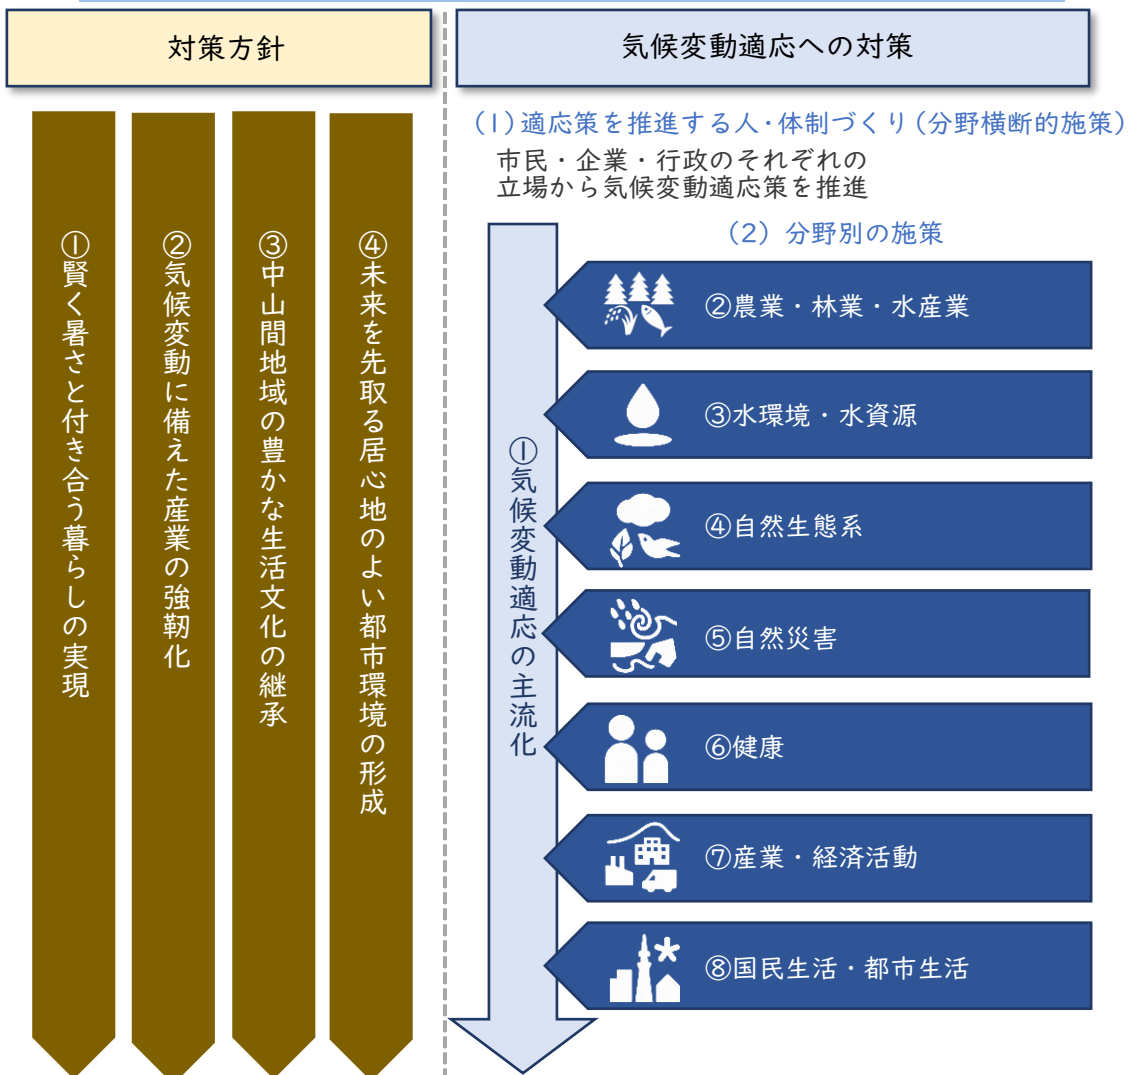 対策方針
①賢く暑さと付き合う暮らしの実現
②気候変動に備えた産業の強靭化
③中山間地域の豊かな生活文化の継承
④未来を先取る居心地のよい都市環境の形成
気候変動適応への対策
(1)適応策を推進する人・体制づくり(分野横断的施策)
市民・企業・行政のそれぞれの
立場から気候変動適応策を推進
①気候変動適応の主流化
(2) 分野別の施策
②農業・林業・水産業
③水環境・水資源
④自然生態系
⑤自然災害
⑥健康
⑦産業・経済活動
⑧国民生活・都市生活